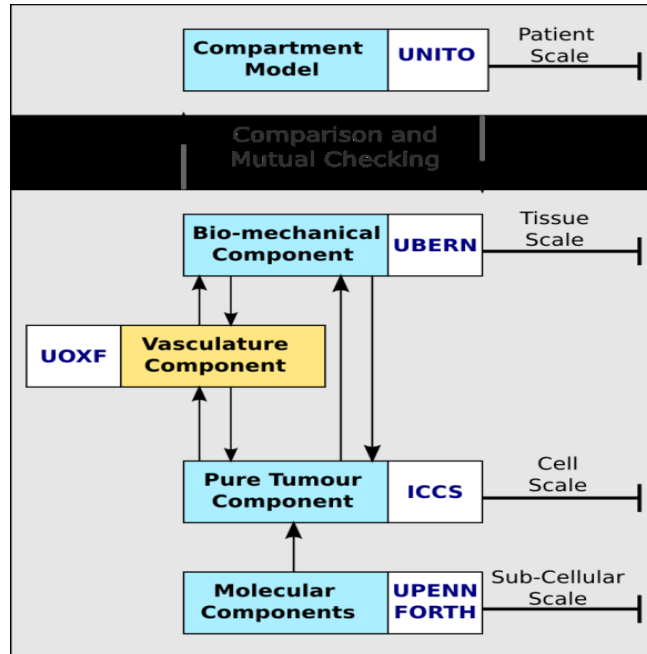 Compartment
Model
UNITO
Patient
Scale
Comparison and
Mutual Checking
Bio-mechanical
Component
UBERN
Tissue
Scale
UOXF
Vasculature
Component
Pure Tumour
Component
ICCS
Cell
Scale
Molecular
Components
UPENN
FORTH
Sub-Cellular
Scale